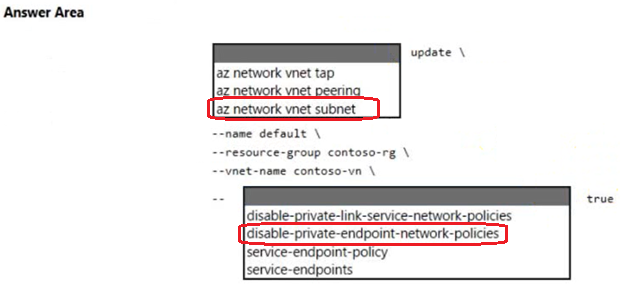 Answer Area
update \
az network vnet tap
az network vnet peering
az network vnet subnet
--name default \
--resource-group contoso-rg \
--vnet-name contoso-vn \
-- true
disable-private-link-service-network-policies
disable-private-endpoint-network-policies
service-endpoint-policy
service-endpoints